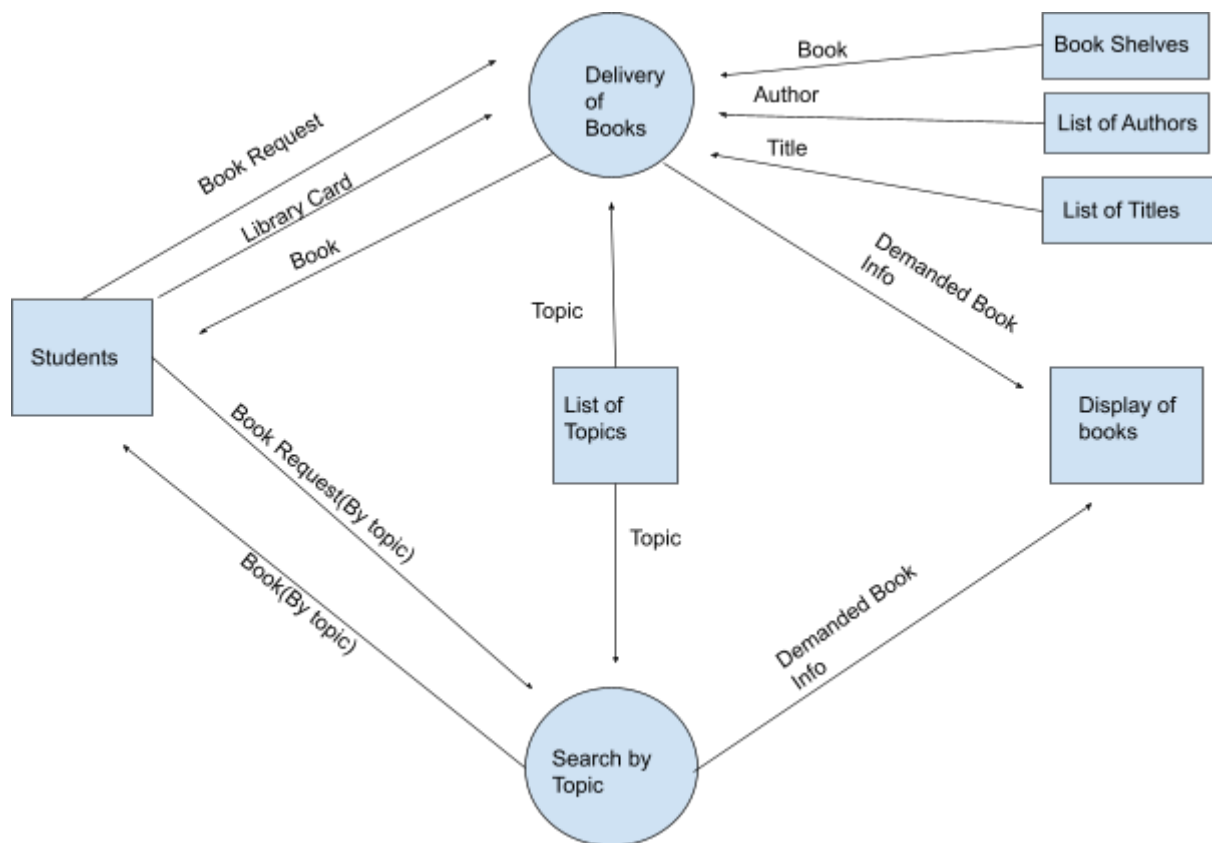 Book Shelves
Book
Delivery
of
Books
Author
List of Authors
Title
Book Request
Library Card
List of Titles
Book
Demanded Book
Info
Topic
Students
List of
Topics
Display of
books
Book Request(By topic)
Topic
Book(By topic)
Demanded Book
Info
Search by
Topic